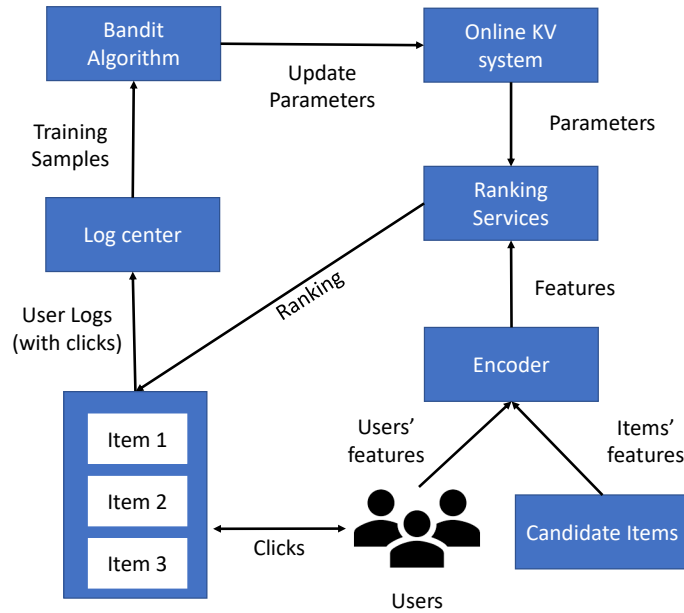 Bandit
Algorithm
Online KV
system
Update
Parameters
Training
Samples
Parameters
Log center
Ranking
Services
Ranking
User Logs
(with clicks)
Features
Encoder
Item 1
Users’
features
Items’
features
Item 2
Candidate Items
Clicks
Item 3
Users